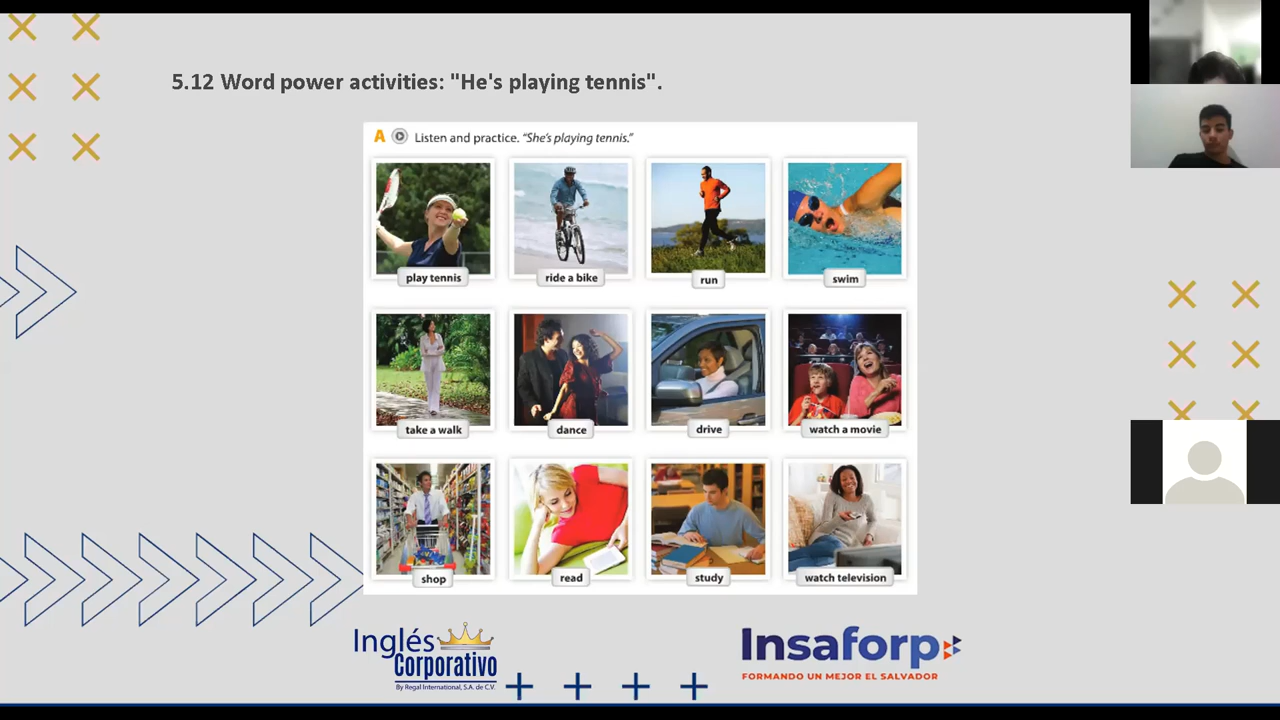 5.12 Word power activities: "He's playing tennis".
A Listen and practice. "She's playing tennis."
play tennis
ride a bike
run
swim
take a walk
dance
drive
watch a movie
shop
read
study
watch television
Inglés
Corporativo
By Regal International, S.A. de C.V.
Insaforp
FORMANDO UN MEJOR EL SALVADOR